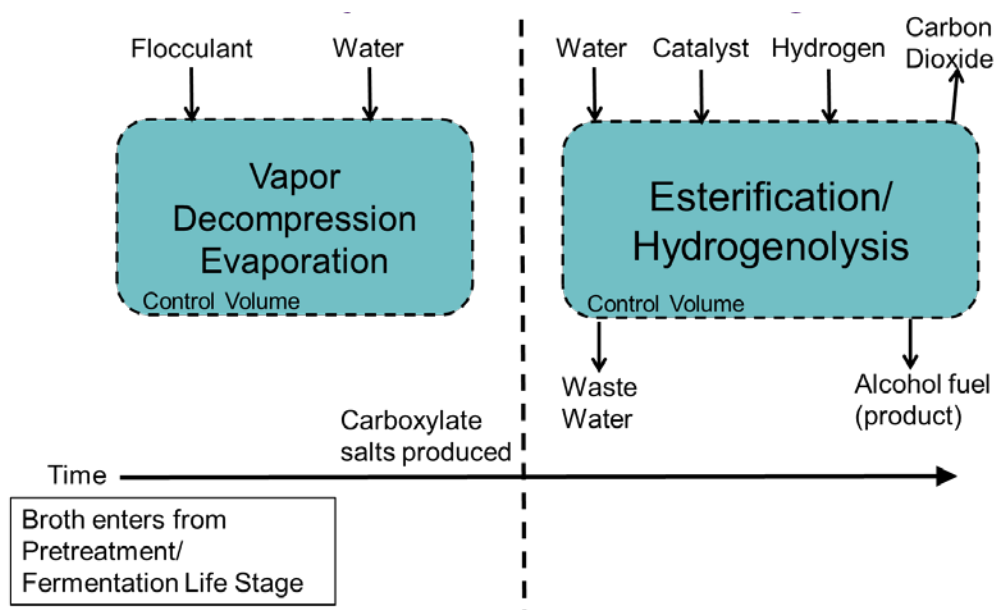 Flocculant
Water
Vapor
Decompression
Evaporation
Control Volume
Water
Catalyst
Hydrogen
Carbon
Dioxide
Esterification/
Hydrogenolysis
Control Volume
Waste
Water
Alcohol fuel
(product)
Carboxylate
salts produced
Time
Broth enters from
Pretreatment/
Fermentation Life Stage